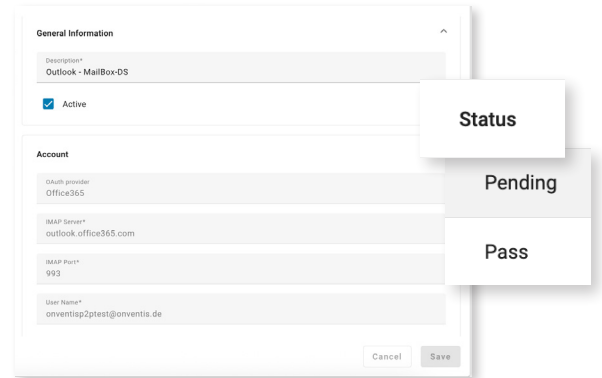 General Information
Description*
Outlook - MailBox-DS
Active
Status
Account
OAuth provider
Office365
Pending
IMAP Server*
outlook.office365.com
Pass
IMAP Port*
993
User Name*
onventisp2ptest@onventis.de
Cancel
Save